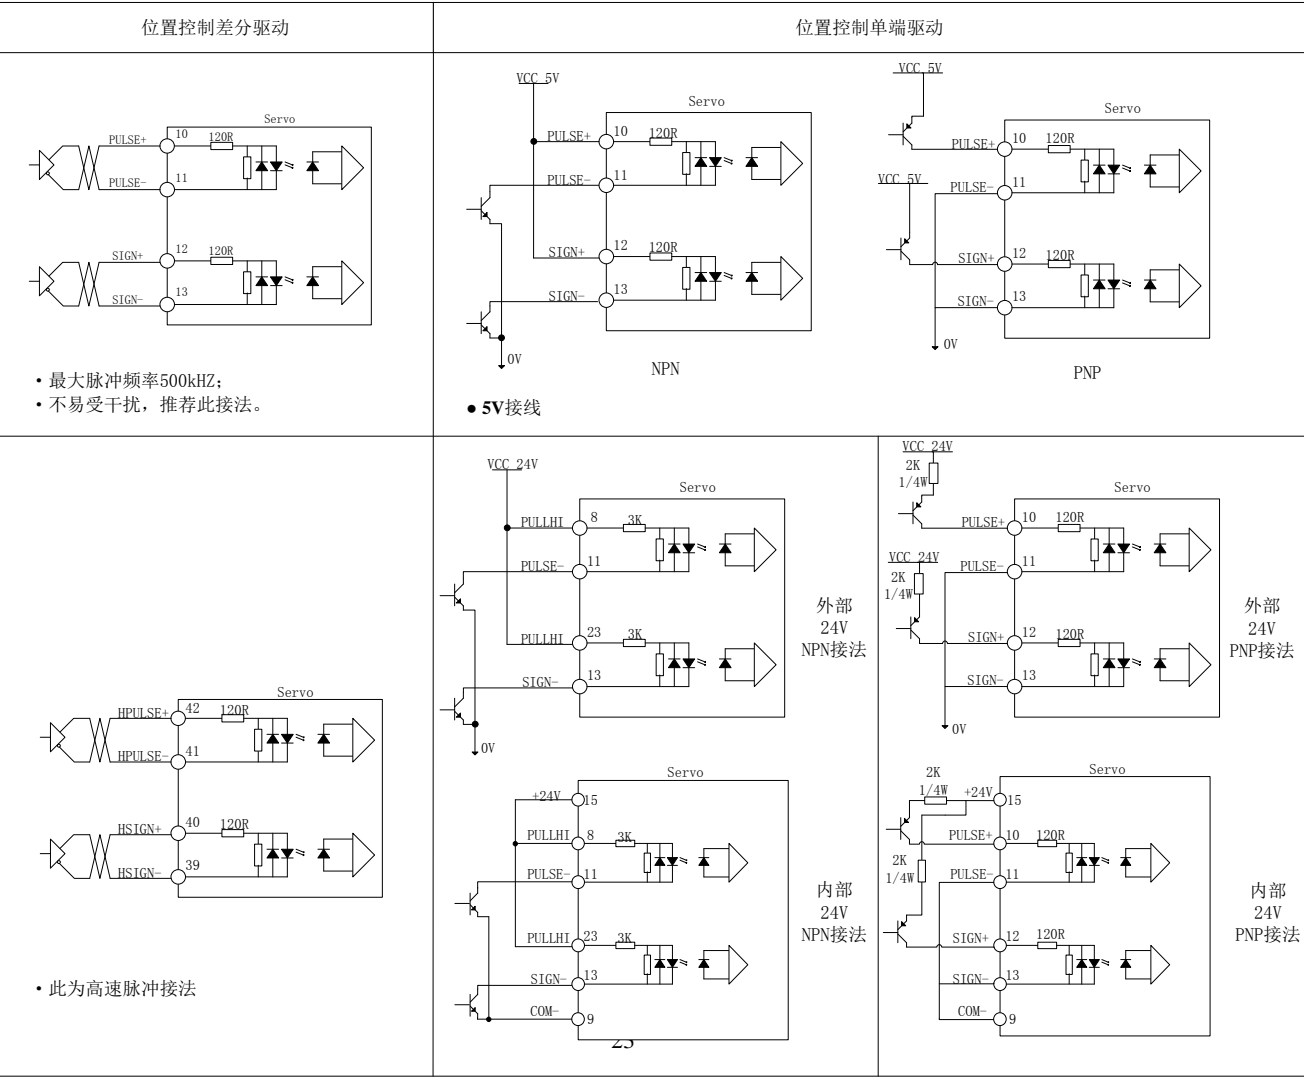 位置控制差分驱动
位置控制单端驱动
Servo
PULSE+
10
120R
PULSE-
11
SIGN+
12
120R
SIGN-
13
•最大脉冲频率500kHZ;
•不易受干扰，推荐此接法。
VCC 5V
Servo
PULSE+
10
120R
PULSE-
11
SIGN+
12
120R
SIGN-
13
0V
NPN
● 5V接线
VCC 5V
Servo
PULSE+
10
120R
VCC 5V
PULSE-
11
SIGN+
12
120R
SIGN-
13
0V
PNP
Servo
HPULSE+
42
120R
HPULSE-
41
HSIGN+
40
120R
HSIGN-
39
•此为高速脉冲接法
VCC 24V
Servo
PULLHI
8
3K
PULSE-
11
PULLHI
23
3K
SIGN-
13
0V
外部
24V
NPN接法
VCC 24V
2K
1/4W
Servo
PULSE+
10
120R
VCC 24V
2K
1/4W
PULSE-
11
SIGN+
12
120R
SIGN-
13
0V
外部
24V
PNP接法
Servo
+24V
15
PULLHI
8
3K
PULSE-
11
PULLHI
23
3K
SIGN-
13
COM-
9
内部
24V
NPN接法
2K
1/4W
Servo
+24V
15
PULSE+
10
120R
2K
1/4W
PULSE-
11
SIGN+
12
120R
SIGN-
13
COM-
9
内部
24V
PNP接法